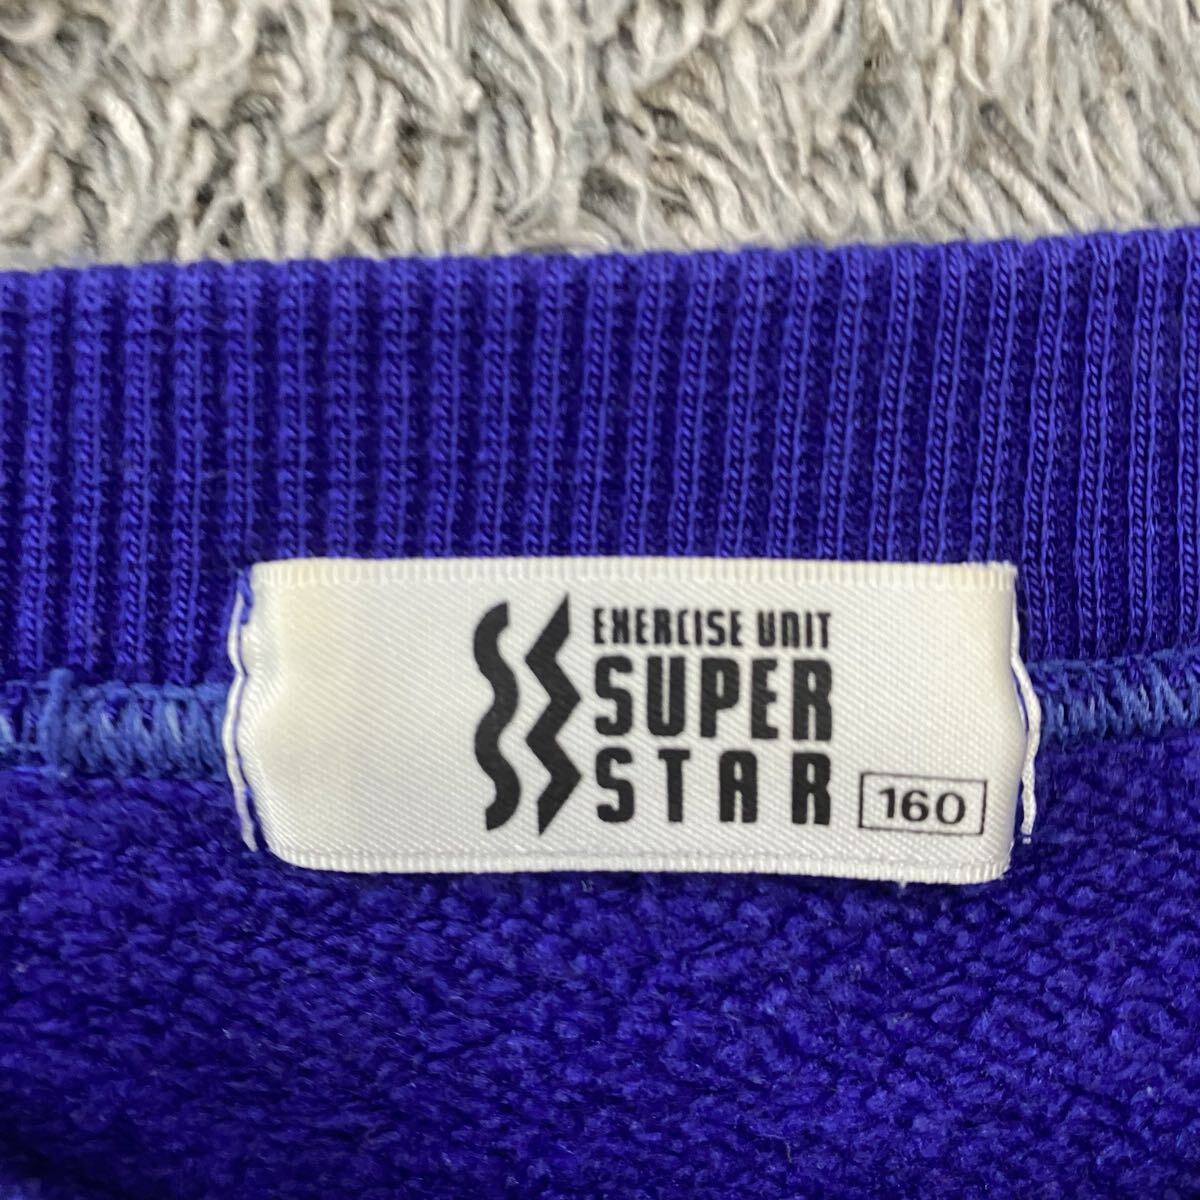 EXERCISE UNIT
SUPER
STAR
160